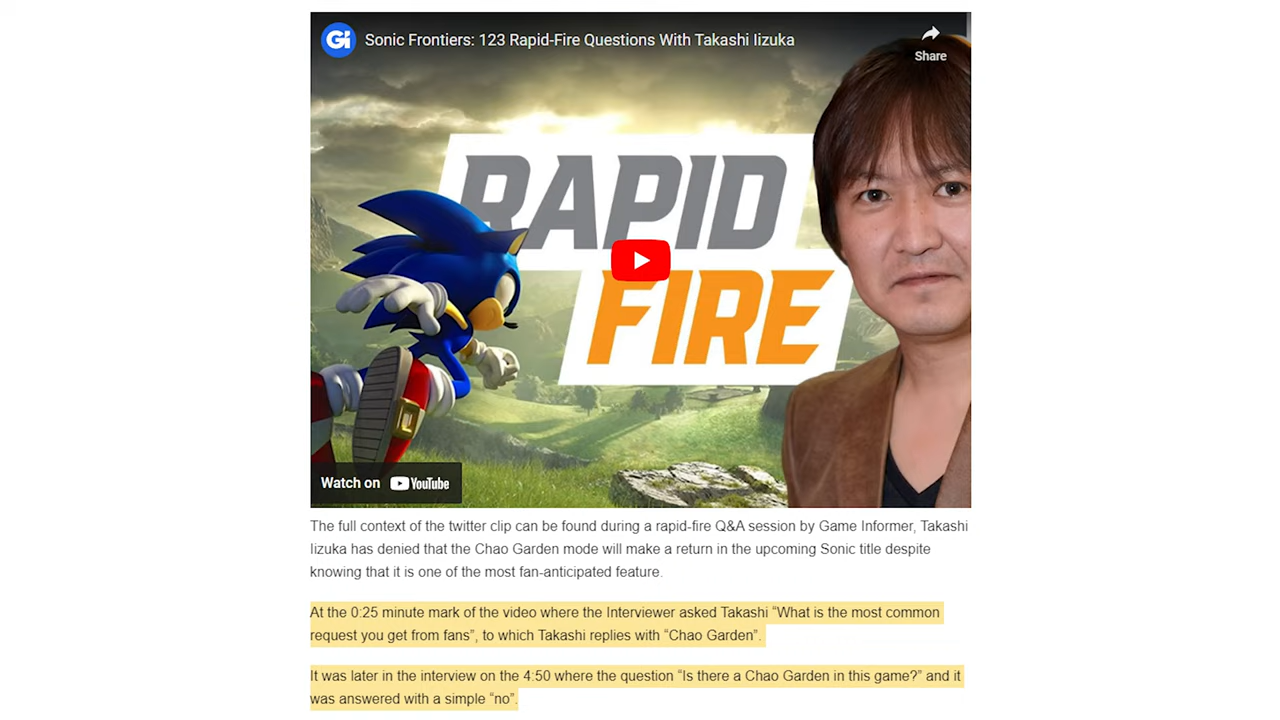 Gi Sonic Frontiers: 123 Rapid-Fire Questions With Takashi Iizuka
Share
RAPID
FIRE
Watch on YouTube
The full context of the twitter clip can be found during a rapid-fire Q&A session by Game Informer, Takashi
Iizuka has denied that the Chao Garden mode will make a return in the upcoming Sonic title despite
knowing that it is one of the most fan-anticipated feature.
At the 0:25 minute mark of the video where the Interviewer asked Takashi “What is the most common
request you get from fans”, to which Takashi replies with “Chao Garden”.
It was later in the interview on the 4:50 where the question “Is there a Chao Garden in this game?” and it
was answered with a simple “no”.